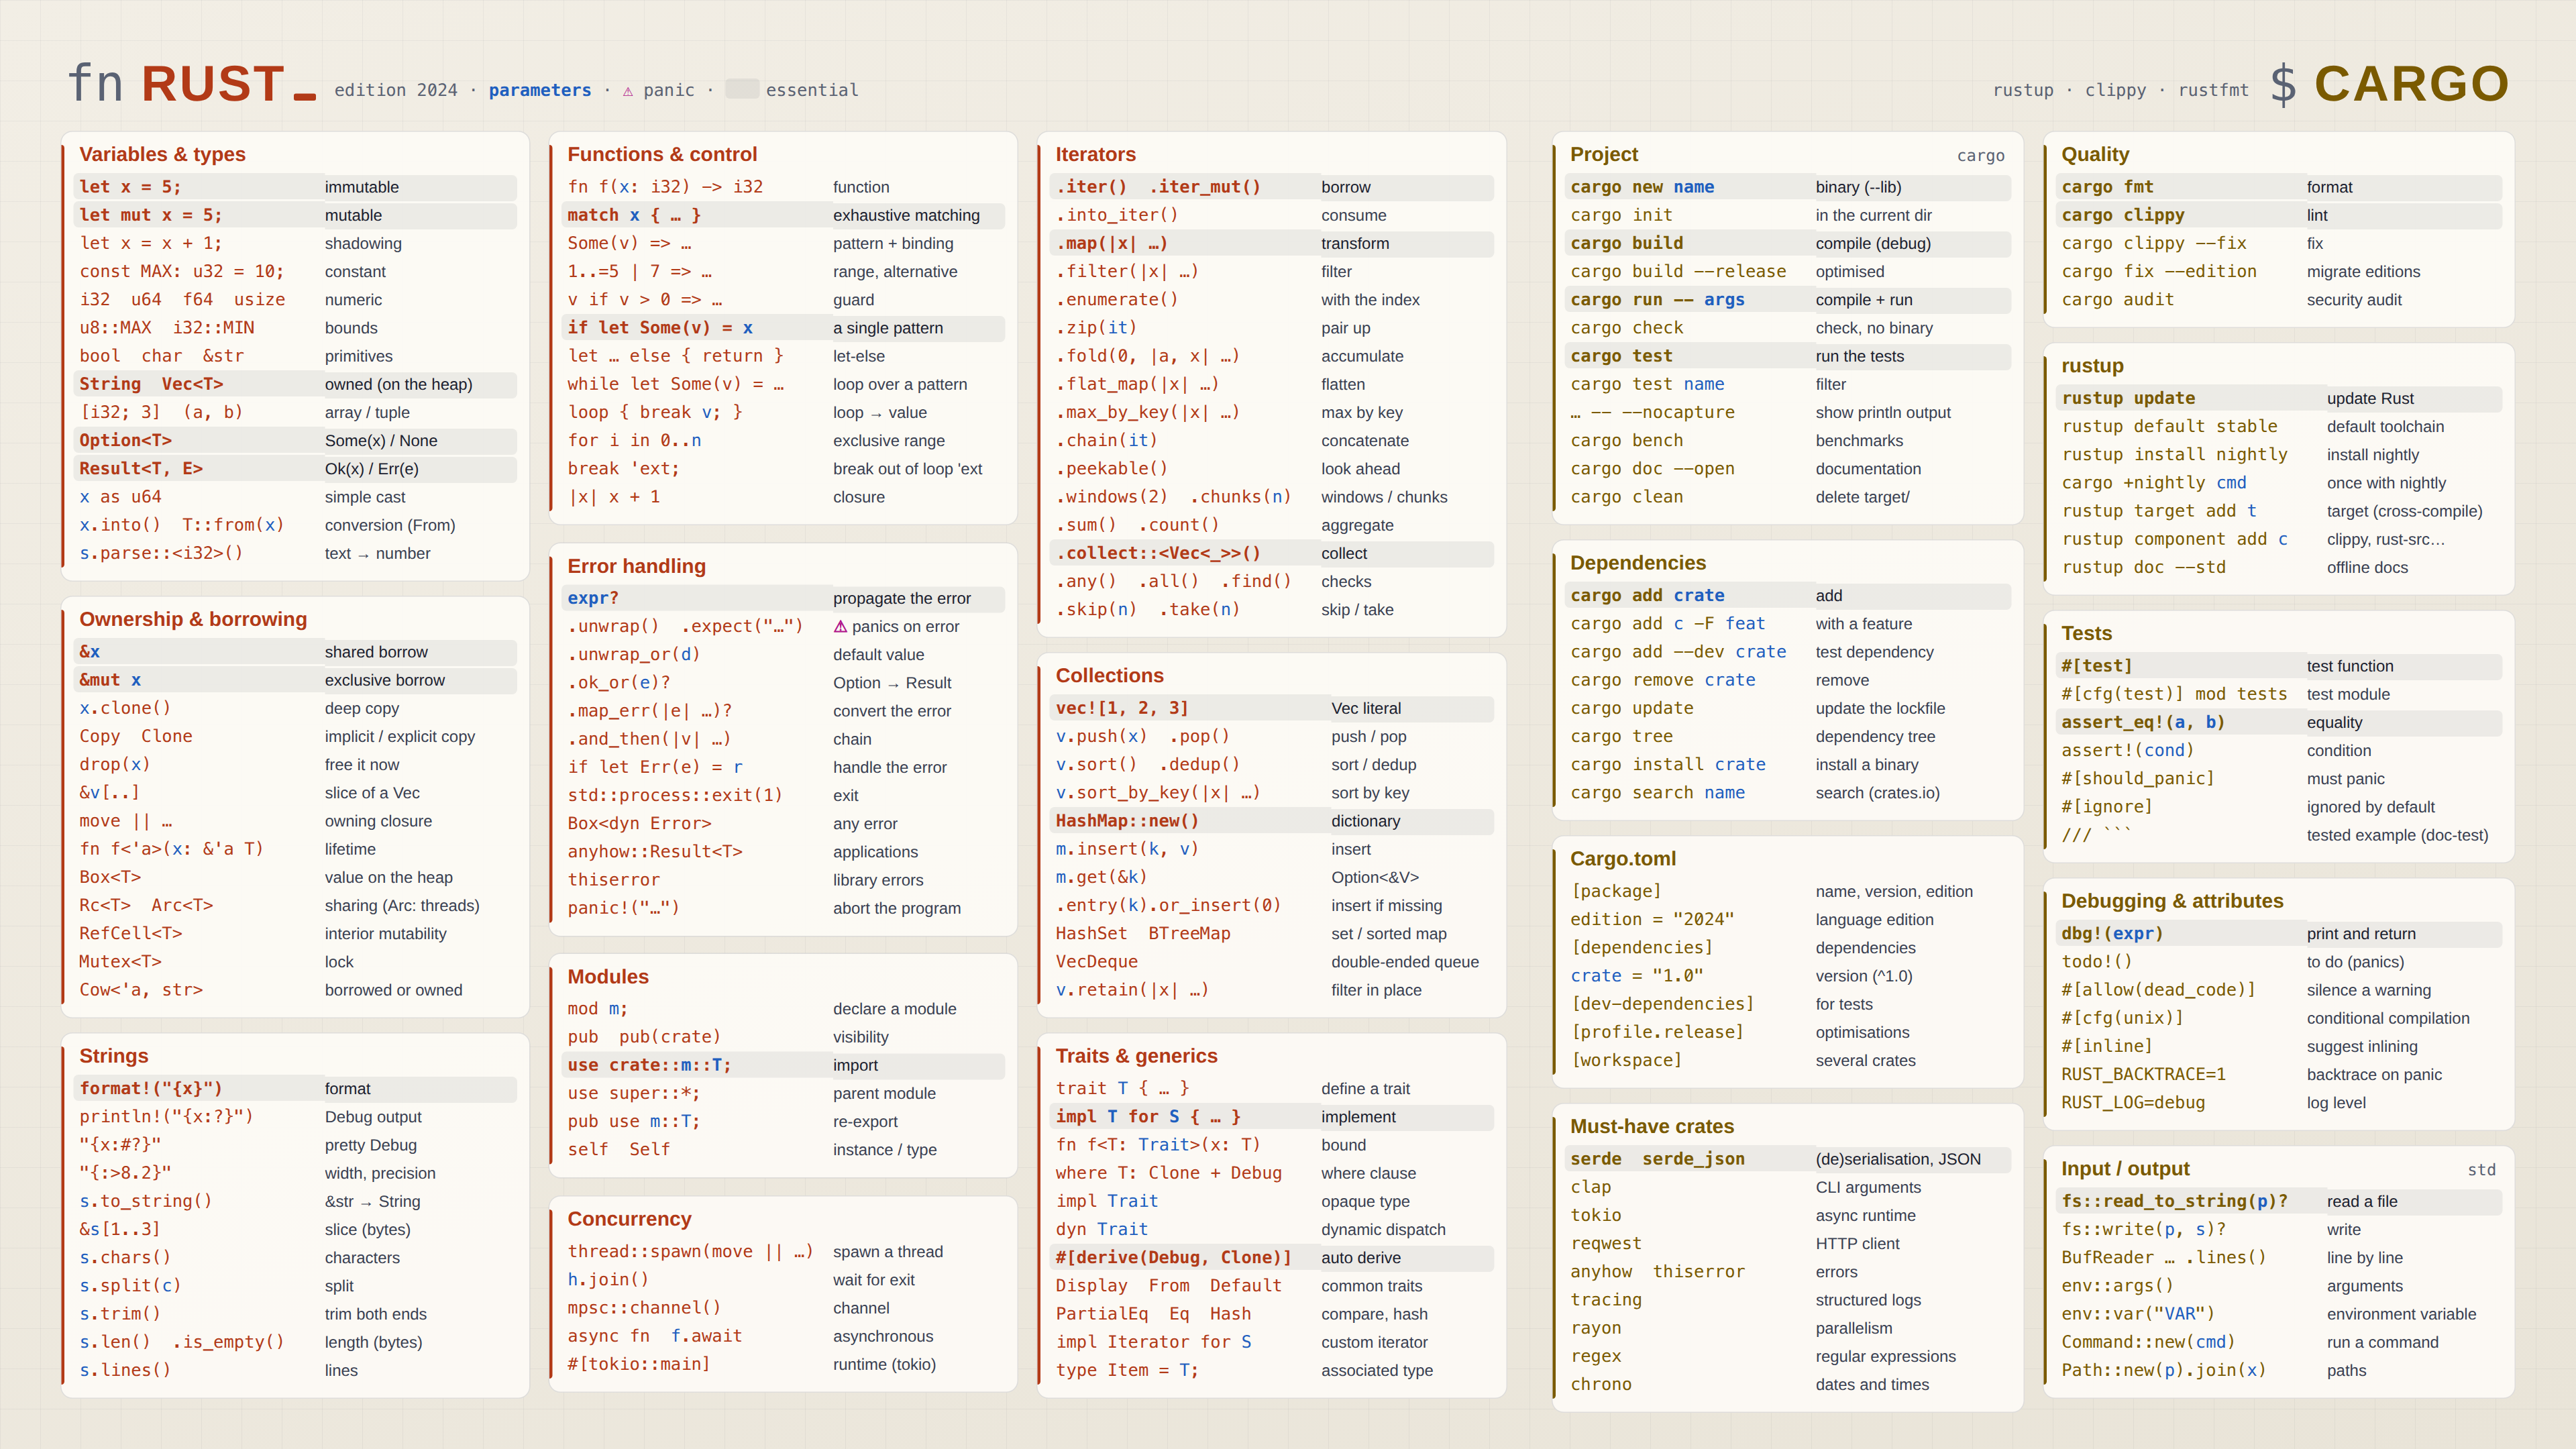 fn RUST_ edition 2024 · parameters · ⚠ panic · essential
rustup · clippy · rustfmt $ CARGO
Variables & types
let x = 5; immutable
let mut x = 5; mutable
let x = x + 1; shadowing
const MAX: u32 = 10; constant
i32 u64 f64 usize numeric
u8::MAX i32::MIN bounds
bool char &str primitives
String Vec<T> owned (on the heap)
[i32; 3] (a, b) array / tuple
Option<T> Some(x) / None
Result<T, E> Ok(x) / Err(e)
x as u64 simple cast
x.into() T::from(x) conversion (From)
s.parse::<i32>() text → number
Ownership & borrowing
&x shared borrow
&mut x exclusive borrow
x.clone() deep copy
Copy Clone implicit / explicit copy
drop(x) free it now
&v[..] slice of a Vec
move || … owning closure
fn f<'a>(x: &'a T) lifetime
Box<T> value on the heap
Rc<T> Arc<T> sharing (Arc: threads)
RefCell<T> interior mutability
Mutex<T> lock
Cow<'a, str> borrowed or owned
Strings
format!("{x}") format
println!("{x:?}") Debug output
"{x:#?}" pretty Debug
"{:>8.2}" width, precision
s.to_string() &str → String
&s[1..3] slice (bytes)
s.chars() characters
s.split(c) split
s.trim() trim both ends
s.len() .is_empty() length (bytes)
s.lines() lines
Functions & control
fn f(x: i32) -> i32 function
match x { … } exhaustive matching
Some(v) => … pattern + binding
1..=5 | 7 => … range, alternative
v if v > 0 => … guard
if let Some(v) = x a single pattern
let … else { return } let-else
while let Some(v) = … loop over a pattern
loop { break v; } loop → value
for i in 0..n exclusive range
break 'ext; break out of loop 'ext
|x| x + 1 closure
Error handling
expr? propagate the error
.unwrap() .expect("…") ⚠ panics on error
.unwrap_or(d) default value
.ok_or(e)? Option → Result
.map_err(|e| …)? convert the error
.and_then(|v| …) chain
if let Err(e) = r handle the error
std::process::exit(1) exit
Box<dyn Error> any error
anyhow::Result<T> applications
thiserror library errors
panic!("…") abort the program
Modules
mod m; declare a module
pub pub(crate) visibility
use crate::m::T; import
use super::*; parent module
pub use m::T; re-export
self Self instance / type
Concurrency
thread::spawn(move || …) spawn a thread
h.join() wait for exit
mpsc::channel() channel
async fn f.await asynchronous
#[tokio::main] runtime (tokio)
Iterators
.iter() .iter_mut() borrow
.into_iter() consume
.map(|x| …) transform
.filter(|x| …) filter
.enumerate() with the index
.zip(it) pair up
.fold(0, |a, x| …) accumulate
.flat_map(|x| …) flatten
.max_by_key(|x| …) max by key
.chain(it) concatenate
.peekable() look ahead
.windows(2) .chunks(n) windows / chunks
.sum() .count() aggregate
.collect::<Vec<_>>() collect
.any() .all() .find() checks
.skip(n) .take(n) skip / take
Collections
vec![1, 2, 3] Vec literal
v.push(x) .pop() push / pop
v.sort() .dedup() sort / dedup
v.sort_by_key(|x| …) sort by key
HashMap::new() dictionary
m.insert(k, v) insert
m.get(&k) Option<&V>
.entry(k).or_insert(0) insert if missing
HashSet BTreeMap set / sorted map
VecDeque double-ended queue
v.retain(|x| …) filter in place
Traits & generics
trait T { … } define a trait
impl T for S { … } implement
fn f<T: Trait>(x: T) bound
where T: Clone + Debug where clause
impl Trait opaque type
dyn Trait dynamic dispatch
#[derive(Debug, Clone)] auto derive
Display From Default common traits
PartialEq Eq Hash compare, hash
impl Iterator for S custom iterator
type Item = T; associated type
Project cargo
cargo new name binary (--lib)
cargo init in the current dir
cargo build compile (debug)
cargo build --release optimised
cargo run -- args compile + run
cargo check check, no binary
cargo test run the tests
cargo test name filter
… -- --nocapture show println output
cargo bench benchmarks
cargo doc --open documentation
cargo clean delete target/
Dependencies
cargo add crate add
cargo add c -F feat with a feature
cargo add --dev crate test dependency
cargo remove crate remove
cargo update update the lockfile
cargo tree dependency tree
cargo install crate install a binary
cargo search name search (crates.io)
Cargo.toml
[package] name, version, edition
edition = "2024" language edition
[dependencies] dependencies
crate = "1.0" version (^1.0)
[dev-dependencies] for tests
[profile.release] optimisations
[workspace] several crates
Must-have crates
serde serde_json (de)serialisation, JSON
clap CLI arguments
tokio async runtime
reqwest HTTP client
anyhow thiserror errors
tracing structured logs
rayon parallelism
regex regular expressions
chrono dates and times
Quality
cargo fmt format
cargo clippy lint
cargo clippy --fix fix
cargo fix --edition migrate editions
cargo audit security audit
rustup
rustup update update Rust
rustup default stable default toolchain
rustup install nightly install nightly
cargo +nightly cmd once with nightly
rustup target add t target (cross-compile)
rustup component add c clippy, rust-src…
rustup doc --std offline docs
Tests
#[test] test function
#[cfg(test)] mod tests test module
assert_eq!(a, b) equality
assert!(cond) condition
#[should_panic] must panic
#[ignore] ignored by default
/// ``` tested example (doc-test)
Debugging & attributes
dbg!(expr) print and return
todo!() to do (panics)
#[allow(dead_code)] silence a warning
#[cfg(unix)] conditional compilation
#[inline] suggest inlining
RUST_BACKTRACE=1 backtrace on panic
RUST_LOG=debug log level
Input / output std
fs::read_to_string(p)? read a file
fs::write(p, s)? write
BufReader … .lines() line by line
env::args() arguments
env::var("VAR") environment variable
Command::new(cmd) run a command
Path::new(p).join(x) paths